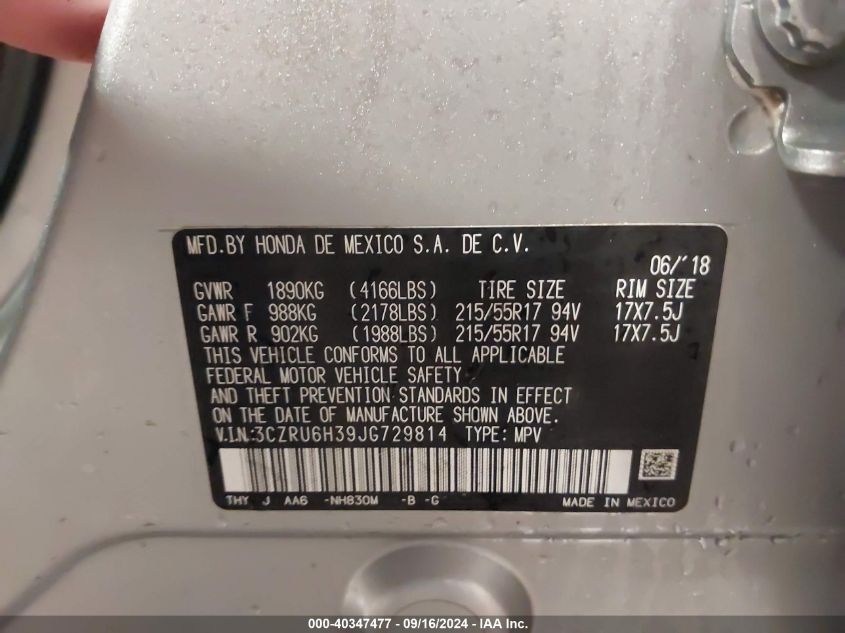 MFD.BY HONDA DE MEXICO S.A. DE C.V.
06/'18
GVWR 1890KG (4166LBS) TIRE SIZE RIM SIZE
GAWR F 988KG (2178LBS) 215/55R17 94V 17X7.5J
GAWR R 902KG (1988LBS) 215/55R17 94V 17X7.5J
THIS VEHICLE CONFORMS TO ALL APPLICABLE
FEDERAL MOTOR VEHICLE SAFETY
AND THEFT PREVENTION STANDARDS IN EFFECT
ON THE DATE OF MANUFACTURE SHOWN ABOVE.
V.I.N:3CZRU6H39JG729814 TYPE: MPV
THY J AA6 -NH830M -B -G MADE IN MEXICO
000-40347477 - 09/16/2024 - IAA Inc.